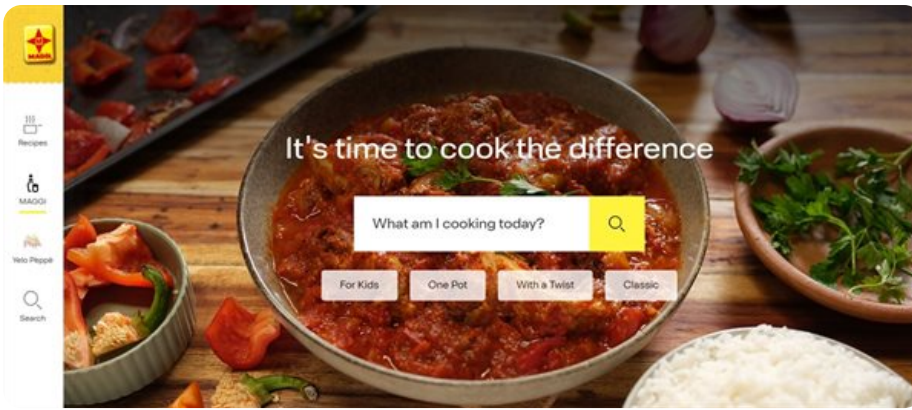 MAGGI
Recipes
MAGGI
Yelo Peppè
Search
It's time to cook the difference
What am I cooking today?
For Kids
One Pot
With a Twist
Classic